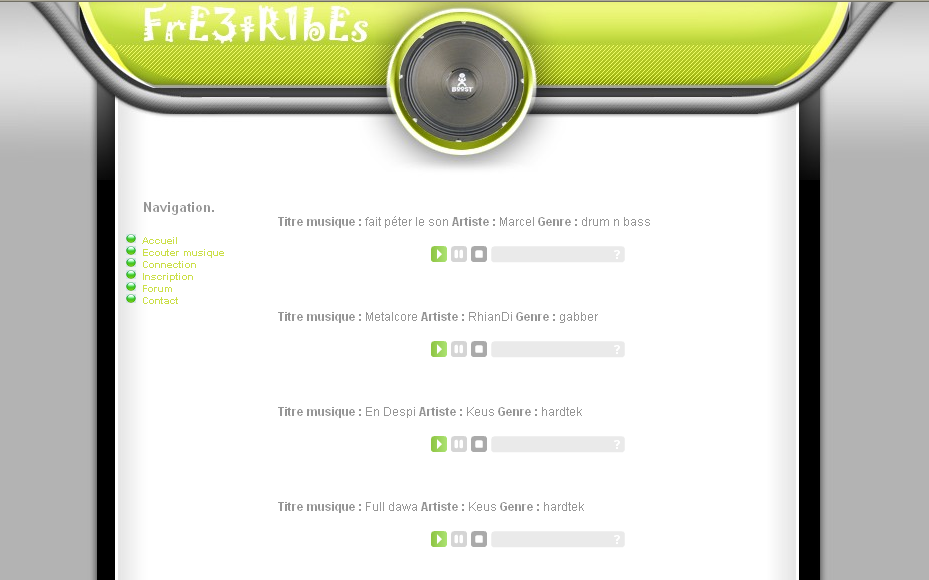 FrE3tR1bEs
BOOST
Navigation.
Accueil
Ecouter musique
Connection
Inscription
Forum
Contact
Titre musique : fait péter le son Artiste : Marcel Genre : drum n bass
?
Titre musique : Metalcore Artiste : RhianDi Genre : gabber
?
Titre musique : En Despi Artiste : Keus Genre : hardtek
?
Titre musique : Full dawa Artiste : Keus Genre : hardtek
?